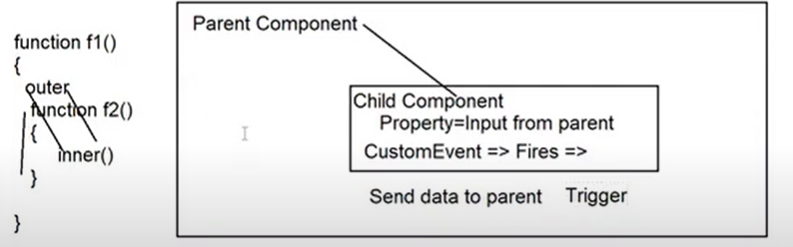 function f1()
{
outer
function f2()
{
inner()
}
}
Parent Component
Child Component
Property=Input from parent
CustomEvent => Fires =>
Send data to parent Trigger